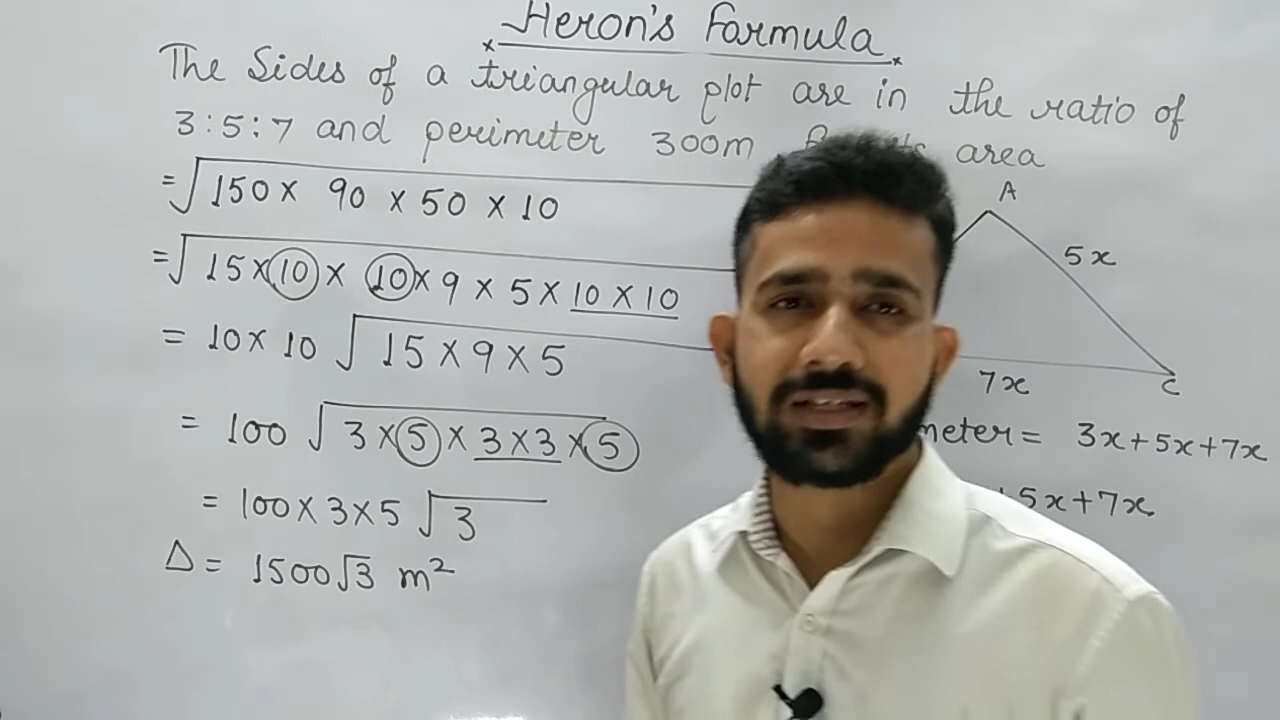 Heron's Formula
The Sides of a triangular plot are in the ratio of
3:5:7 and perimeter 300m area
=√150 × 90 × 50 × 10
=√15×10 × 10×9 × 5×10 × 10
= 10× 10 √15 × 9 × 5
= 100 √3 ×5 × 3×3 ×5
= 100 × 3×5 √3
Δ = 1500√3 m²
A
5x
7x
C
meter = 3x+5x+7x
5x+7x